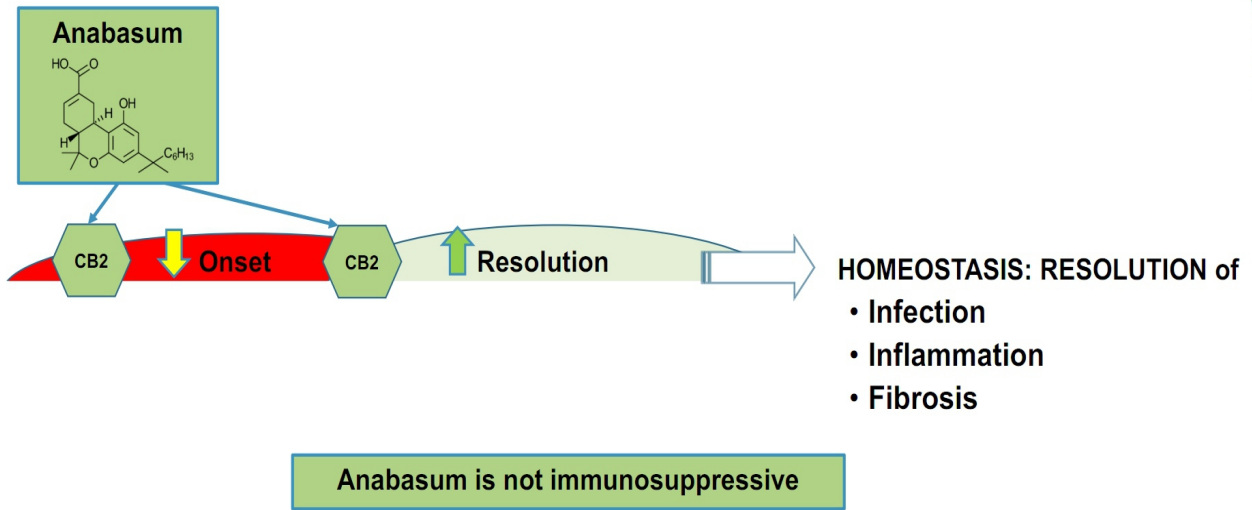 Anabasum
HO
O
H
OH
H
O
C₆H₁₃
CB2
Onset
CB2
Resolution
HOMEOSTASIS: RESOLUTION of
• Infection
• Inflammation
• Fibrosis
Anabasum is not immunosuppressive